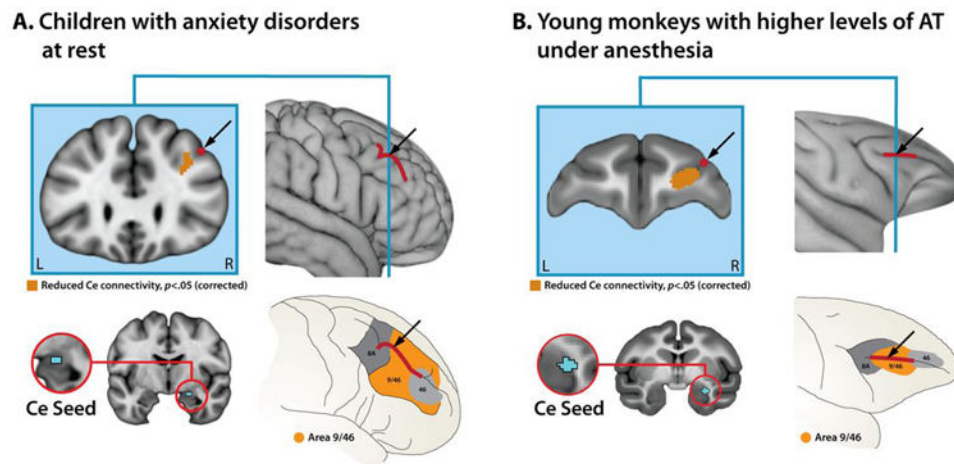 A. Children with anxiety disorders
at rest
L
R
Reduced Ce connectivity, p<.05 (corrected)
Ce Seed
8A
9/46
46
Area 9/46
B. Young monkeys with higher levels of AT
under anesthesia
L
R
Reduced Ce connectivity, p<.05 (corrected)
Ce Seed
8A
9/46
46
Area 9/46